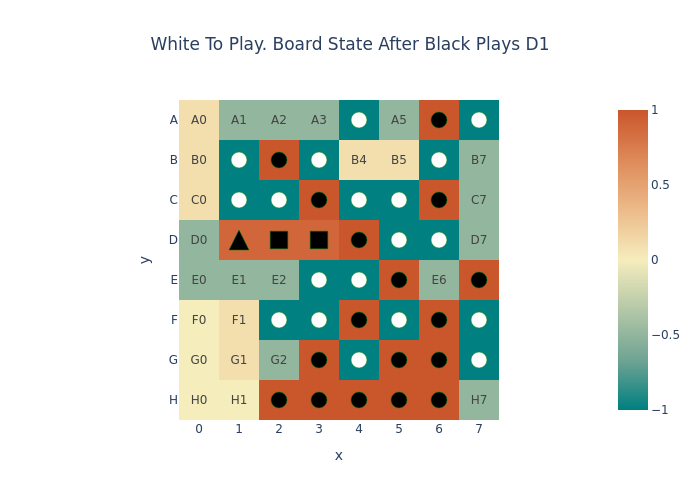 White To Play. Board State After Black Plays D1
A A0 A1 A2 A3 A5
B B0 B4 B5 B7
C C0 C7
D D0 D7
E E0 E1 E2 E6
F F0 F1
G G0 G1 G2
H H0 H1 H7
0 1 2 3 4 5 6 7
x
y
1
0.5
0
−0.5
−1